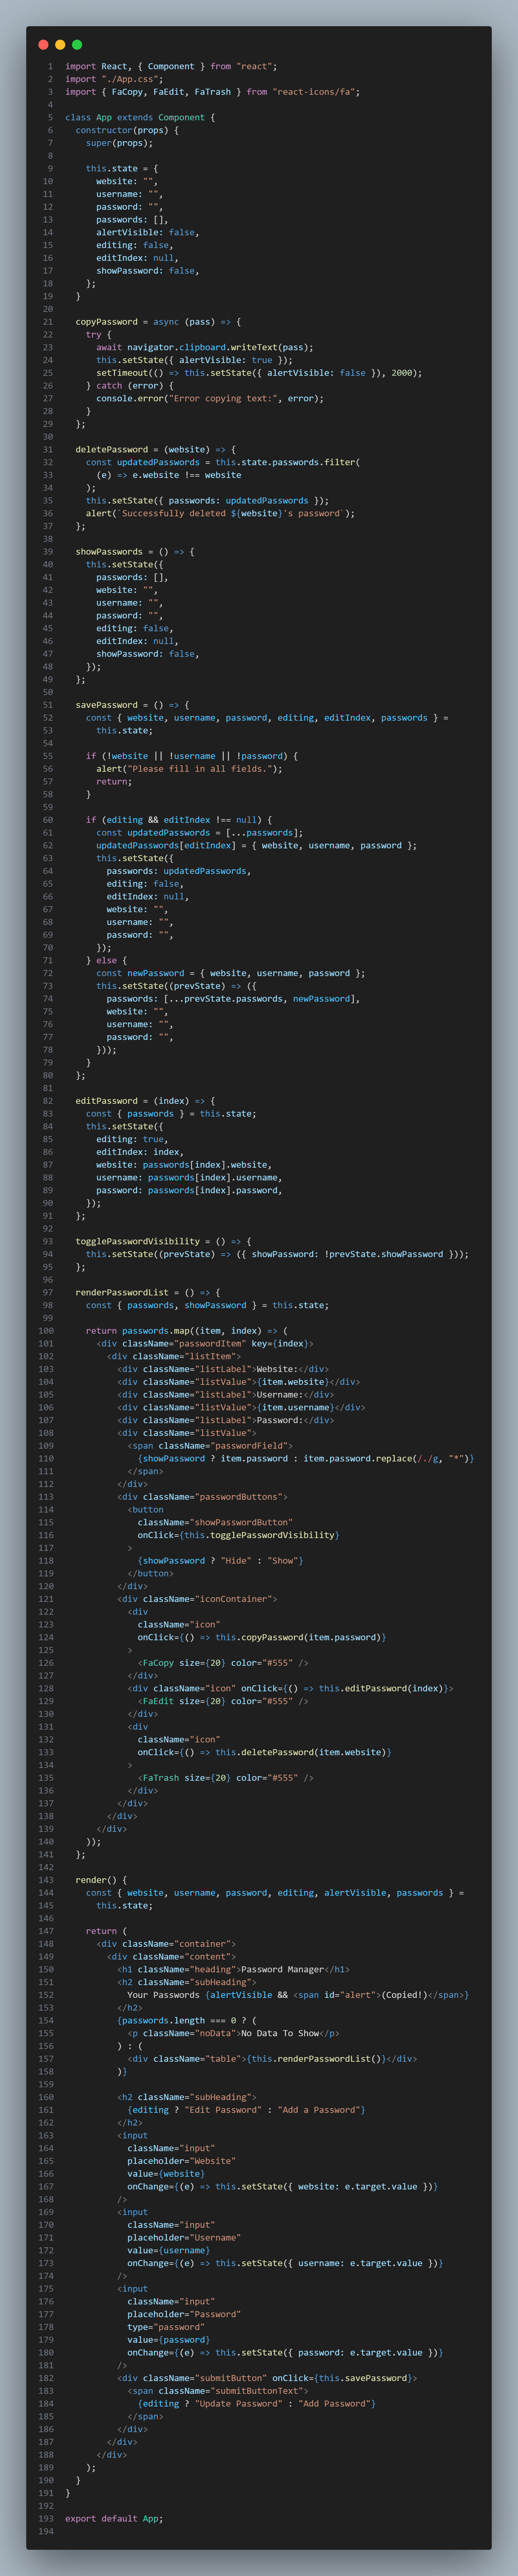 1 import React, { Component } from "react";
2 import "./App.css";
3 import { FaCopy, FaEdit, FaTrash } from "react-icons/fa";
4
5 class App extends Component {
6   constructor(props) {
7     super(props);
8
9     this.state = {
10       website: "",
11       username: "",
12       password: "",
13       passwords: [],
14       alertVisible: false,
15       editing: false,
16       editIndex: null,
17       showPassword: false,
18     };
19   }
20
21   copyPassword = async (pass) => {
22     try {
23       await navigator.clipboard.writeText(pass);
24       this.setState({ alertVisible: true });
25       setTimeout(() => this.setState({ alertVisible: false }), 2000);
26     } catch (error) {
27       console.error("Error copying text:", error);
28     }
29   };
30
31   deletePassword = (website) => {
32     const updatedPasswords = this.state.passwords.filter(
33       (e) => e.website !== website
34     );
35     this.setState({ passwords: updatedPasswords });
36     alert(`Successfully deleted ${website}'s password`);
37   };
38
39   showPasswords = () => {
40     this.setState({
41       passwords: [],
42       website: "",
43       username: "",
44       password: "",
45       editing: false,
46       editIndex: null,
47       showPassword: false,
48     });
49   };
50
51   savePassword = () => {
52     const { website, username, password, editing, editIndex, passwords } =
53       this.state;
54
55     if (!website || !username || !password) {
56       alert("Please fill in all fields.");
57       return;
58     }
59
60     if (editing && editIndex !== null) {
61       const updatedPasswords = [...passwords];
62       updatedPasswords[editIndex] = { website, username, password };
63       this.setState({
64         passwords: updatedPasswords,
65         editing: false,
66         editIndex: null,
67         website: "",
68         username: "",
69         password: "",
70       });
71     } else {
72       const newPassword = { website, username, password };
73       this.setState((prevState) => ({
74         passwords: [...prevState.passwords, newPassword],
75         website: "",
76         username: "",
77         password: "",
78       }));
79     }
80   };
81
82   editPassword = (index) => {
83     const { passwords } = this.state;
84     this.setState({
85       editing: true,
86       editIndex: index,
87       website: passwords[index].website,
88       username: passwords[index].username,
89       password: passwords[index].password,
90     });
91   };
92
93   togglePasswordVisibility = () => {
94     this.setState((prevState) => ({ showPassword: !prevState.showPassword }));
95   };
96
97   renderPasswordList = () => {
98     const { passwords, showPassword } = this.state;
99
100     return passwords.map((item, index) => (
101       <div className="passwordItem" key={index}>
102         <div className="listItem">
103           <div className="listLabel">Website:</div>
104           <div className="listValue">{item.website}</div>
105           <div className="listLabel">Username:</div>
106           <div className="listValue">{item.username}</div>
107           <div className="listLabel">Password:</div>
108           <div className="listValue">
109             <span className="passwordField">
110               {showPassword ? item.password : item.password.replace(/./g, "*")}
111             </span>
112           </div>
113           <div className="passwordButtons">
114             <button
115               className="showPasswordButton"
116               onClick={this.togglePasswordVisibility}
117             >
118               {showPassword ? "Hide" : "Show"}
119             </button>
120           </div>
121           <div className="iconContainer">
122             <div
123               className="icon"
124               onClick={() => this.copyPassword(item.password)}
125             >
126               <FaCopy size={20} color="#555" />
127             </div>
128             <div className="icon" onClick={() => this.editPassword(index)}>
129               <FaEdit size={20} color="#555" />
130             </div>
131             <div
132               className="icon"
133               onClick={() => this.deletePassword(item.website)}
134             >
135               <FaTrash size={20} color="#555" />
136             </div>
137           </div>
138         </div>
139       </div>
140     ));
141   };
142
143   render() {
144     const { website, username, password, editing, alertVisible, passwords } =
145       this.state;
146
147     return (
148       <div className="container">
149         <div className="content">
150           <h1 className="heading">Password Manager</h1>
151           <h2 className="subHeading">
152             Your Passwords {alertVisible && <span id="alert">(Copied!)</span>}
153           </h2>
154           {passwords.length === 0 ? (
155             <p className="noData">No Data To Show</p>
156           ) : (
157             <div className="table">{this.renderPasswordList()}</div>
158           )}
159
160           <h2 className="subHeading">
161             {editing ? "Edit Password" : "Add a Password"}
162           </h2>
163           <input
164             className="input"
165             placeholder="Website"
166             value={website}
167             onChange={(e) => this.setState({ website: e.target.value })}
168           />
169           <input
170             className="input"
171             placeholder="Username"
172             value={username}
173             onChange={(e) => this.setState({ username: e.target.value })}
174           />
175           <input
176             className="input"
177             placeholder="Password"
178             type="password"
179             value={password}
180             onChange={(e) => this.setState({ password: e.target.value })}
181           />
182           <div className="submitButton" onClick={this.savePassword}>
183             <span className="submitButtonText">
184               {editing ? "Update Password" : "Add Password"}
185             </span>
186           </div>
187         </div>
188       </div>
189     );
190   }
191 }
192
193 export default App;
194